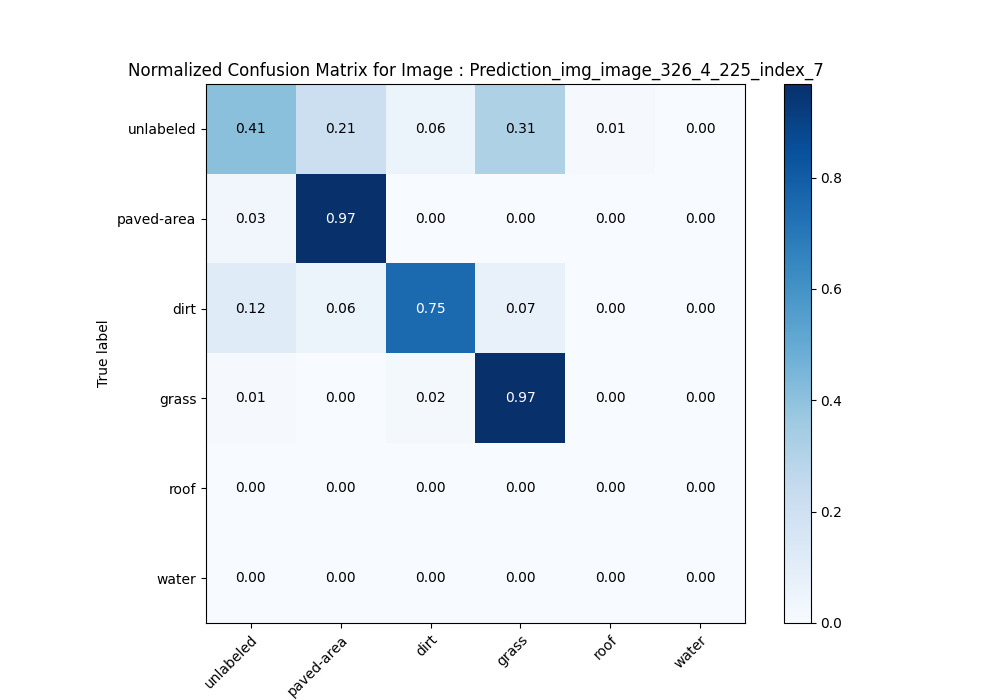 Normalized Confusion Matrix for Image : Prediction_img_image_326_4_225_index_7
True label
unlabeled 0.41 0.21 0.06 0.31 0.01 0.00
paved-area 0.03 0.97 0.00 0.00 0.00 0.00
dirt 0.12 0.06 0.75 0.07 0.00 0.00
grass 0.01 0.00 0.02 0.97 0.00 0.00
roof 0.00 0.00 0.00 0.00 0.00 0.00
water 0.00 0.00 0.00 0.00 0.00 0.00
unlabeled paved-area dirt grass roof water
0.8
0.6
0.4
0.2
0.0